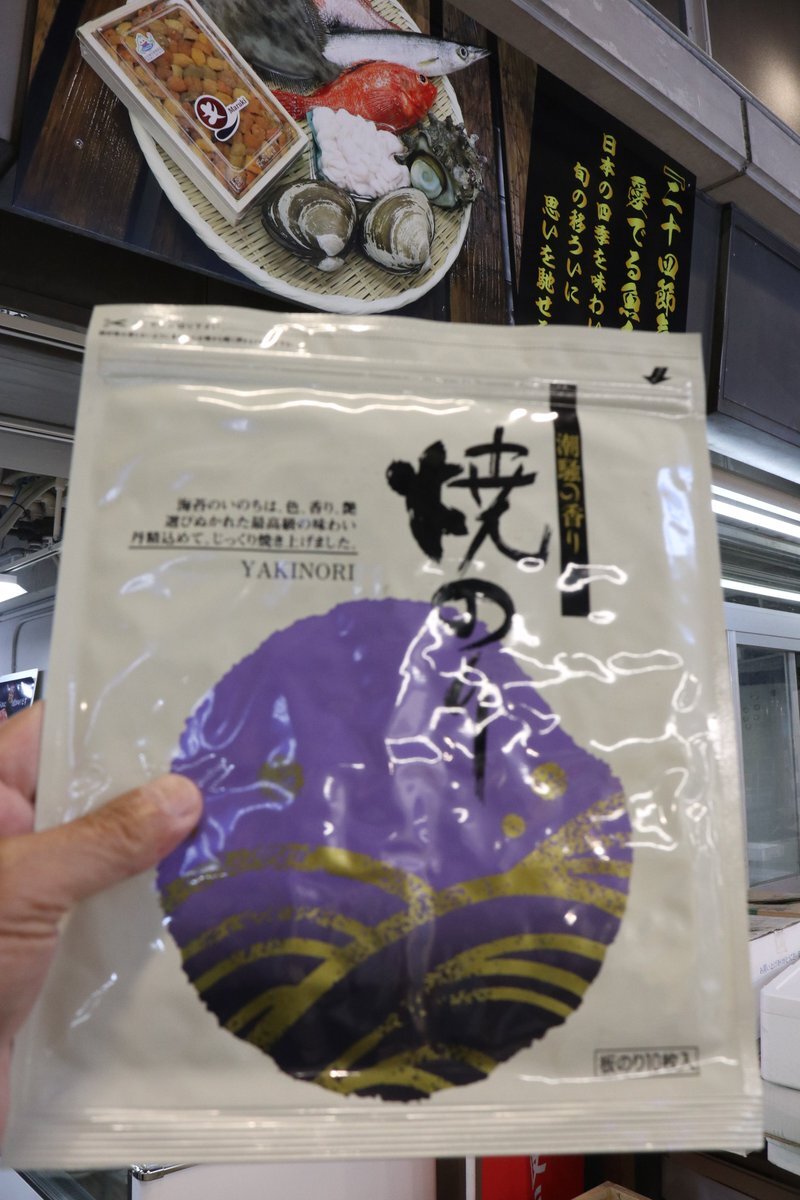 Maruki
『二十四節
愛でる魚
日本の四季を味わい
旬の彩ろいに
思いを馳せる
潮騒の香り
焼のり
海苔のいのちは、色、香り、艶
選びぬかれた最高級の味わい
丹精込めて、じっくり焼き上げました。
YAKINORI
板のり10枚入